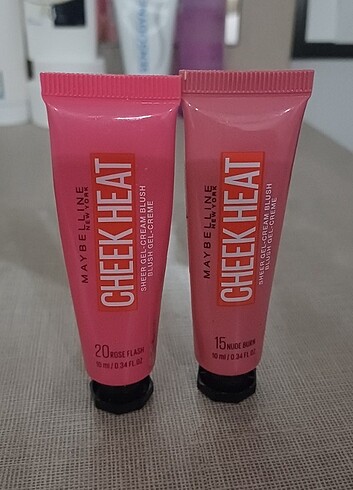 MAYBELLINE
NEW YORK
CHEEK HEAT
SHEER GEL-CREAM BLUSH
BLUSH GEL-CREME
20 ROSE FLASH
10 ml / 0.34 FL.OZ
MAYBELLINE
NEW YORK
CHEEK HEAT
SHEER GEL-CREAM BLUSH
BLUSH GEL-CREME
15 NUDE BURN
10 ml / 0.34 FL.OZ